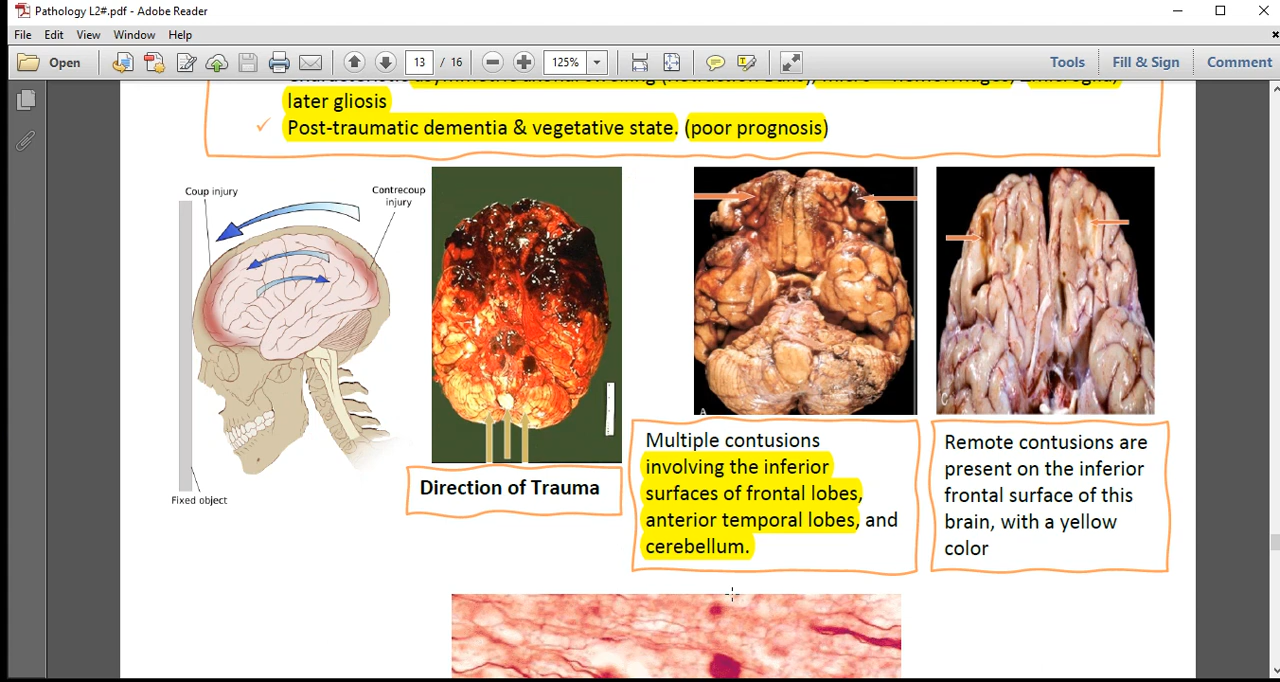 Pathology L2#.pdf - Adobe Reader
File Edit View Window Help
Open 13 / 16 125% Tools Fill & Sign Comment
later gliosis
✓ Post-traumatic dementia & vegetative state. (poor prognosis)
Coup injury
Contrecoup
injury
Fixed object
Direction of Trauma
A
Multiple contusions
involving the inferior
surfaces of frontal lobes,
anterior temporal lobes, and
cerebellum.
C
Remote contusions are
present on the inferior
frontal surface of this
brain, with a yellow
color